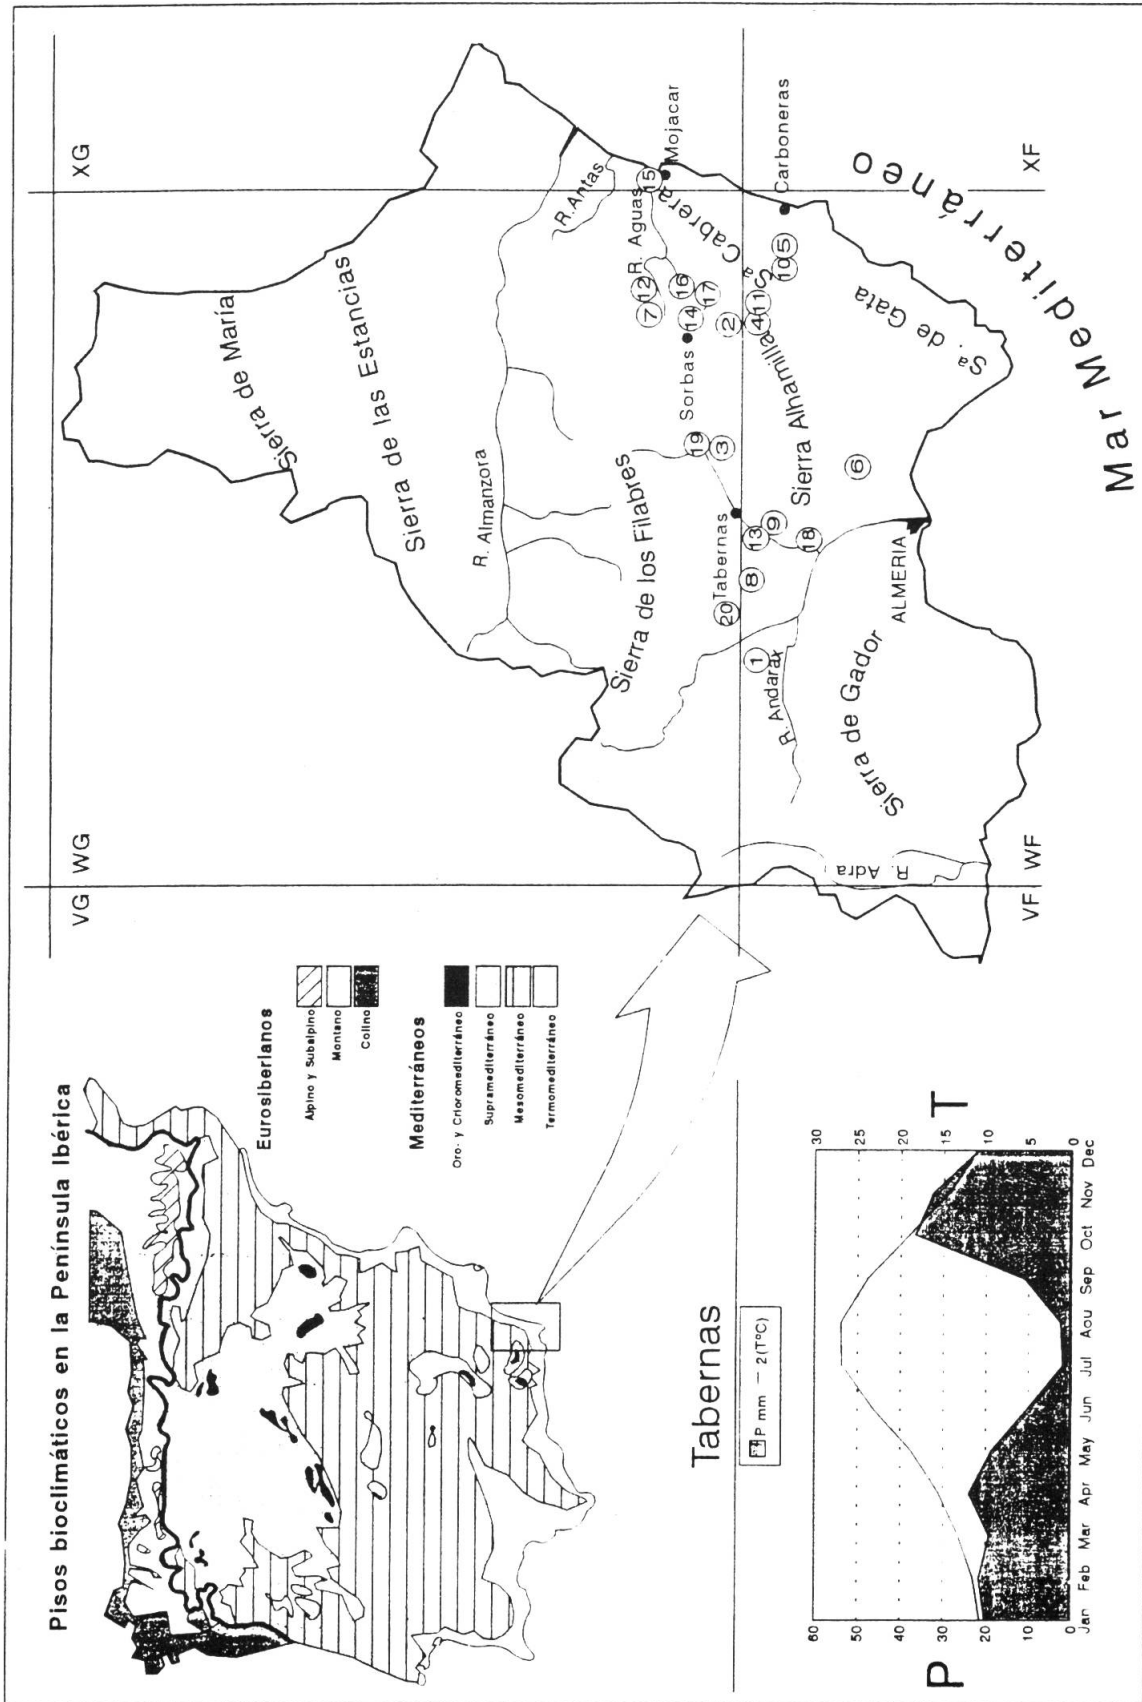 Pisos bioclimáticos en la Península Ibérica
Eurosiberianos
Alpino y Subalpino
Montano
Colino
Mediterráneos
Oro- y Crioromediterráneo
Supramediterráneo
Mesomediterráneo
Termomediterráneo
Tabernas
P mm — 2(TºC)
P
T
60
50
40
30
20
10
0
30
25
20
15
10
5
0
Jan Feb Mar Apr May Jun Jul Aou Sep Oct Nov Dec
VG WG
XG
VF WF
XF
Sierra de María
Sierra de las Estancias
R. Almanzora
R. Antas
Sierra de los Filabres
R. Aguas
Mojacar
Sª Cabrera
Sorbas
Carboneras
Tabernas
Sierra Alhamilla
Sª. de Gata
R. Andarax
Sierra de Gador
ALMERIA
R. Adra
Mar Mediterráneo
1
2
3
4
5
6
7
8
9
10
11
12
13
14
15
16
17
18
19
20